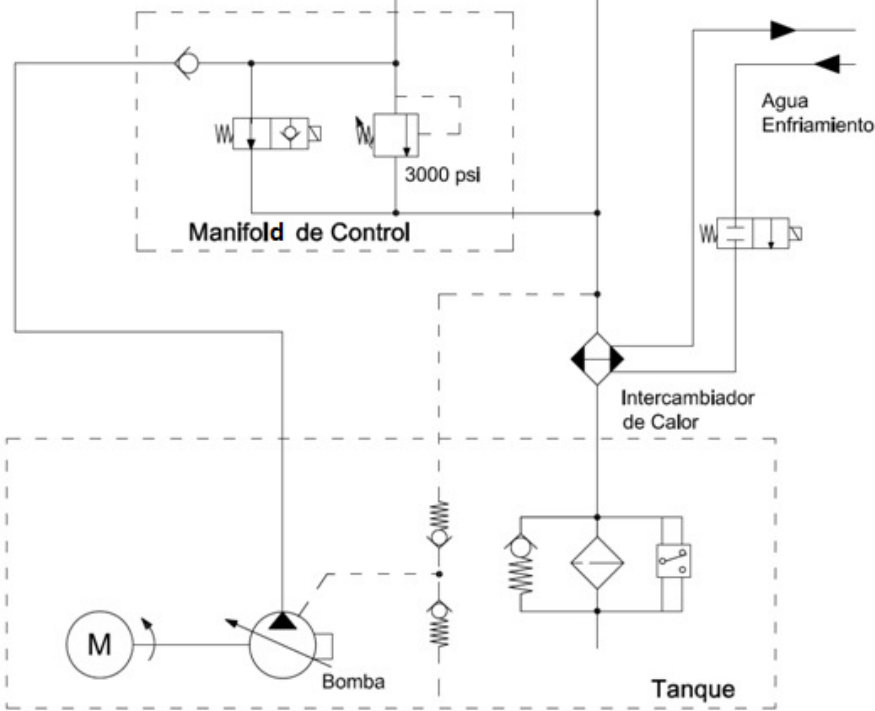 Agua
Enfriamiento
3000 psi
Manifold de Control
Intercambiador
de Calor
M
Bomba
Tanque